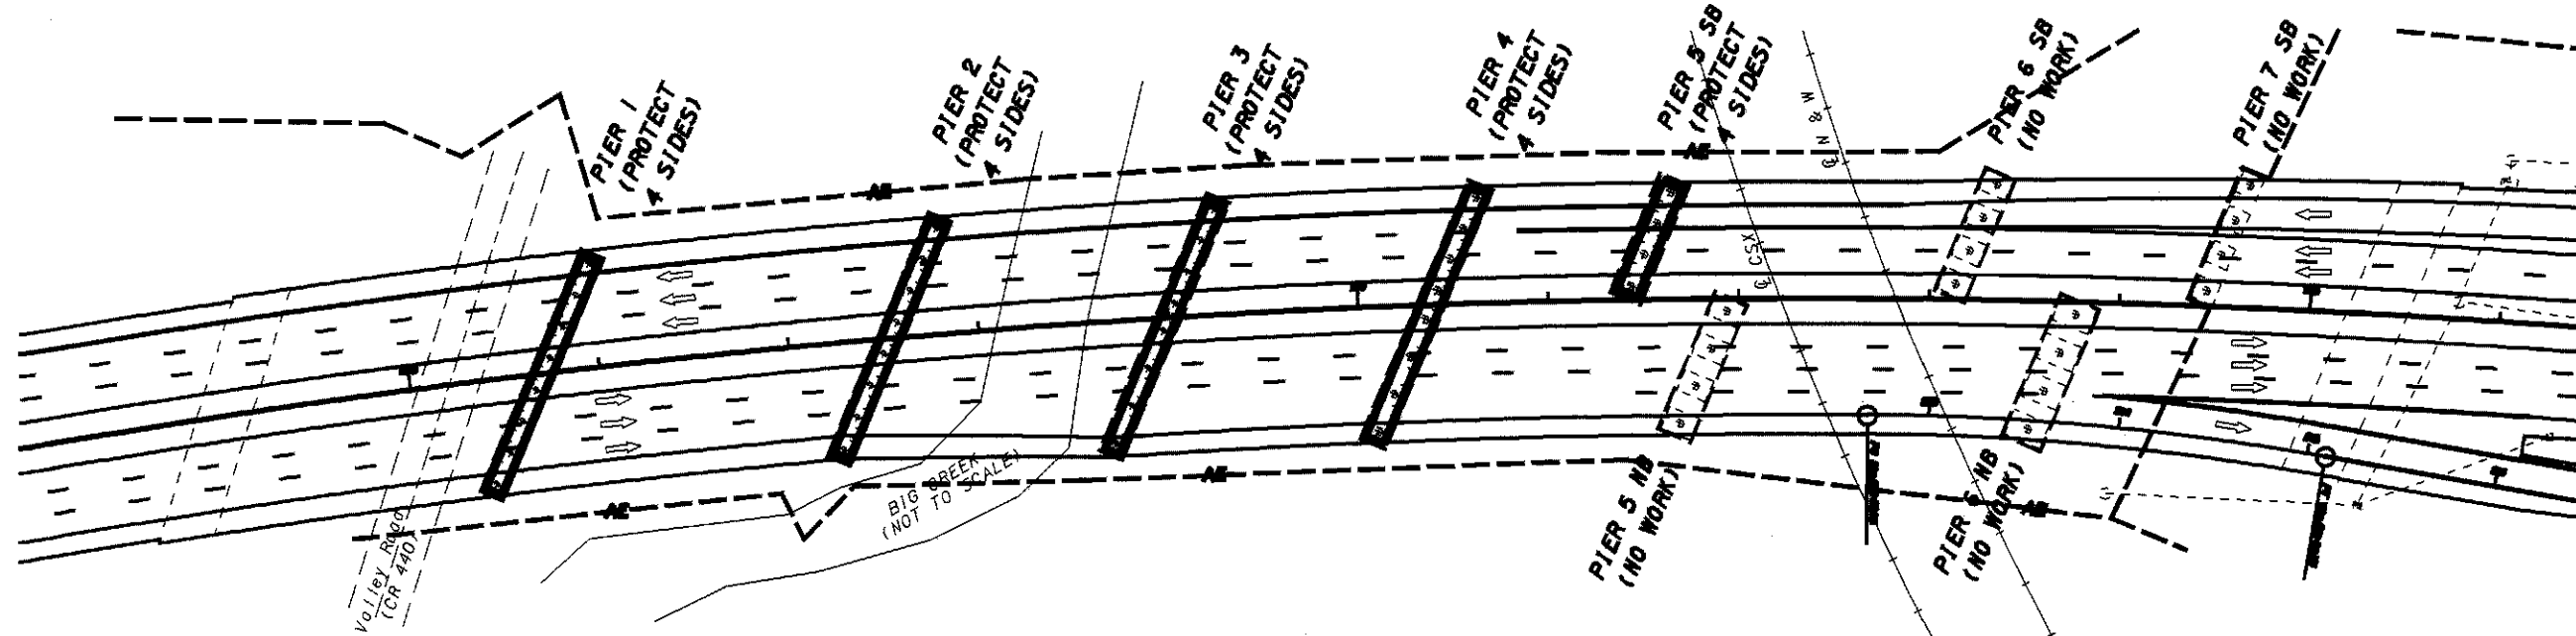 PIER 1
(PROTECT
4 SIDES)
PIER 2
(PROTECT
4 SIDES)
PIER 3
(PROTECT
4 SIDES)
PIER 4
(PROTECT
4 SIDES)
PIER 5 SB
(PROTECT
4 SIDES)
N & W
PIER 6 SB
(NO WORK)
PIER 7 SB
(NO WORK)
CSX
Valley Road
(CR 440)
BIG CREEK
(NOT TO SCALE)
PIER 5 NB
(NO WORK)
PIER 6 NB
(NO WORK)